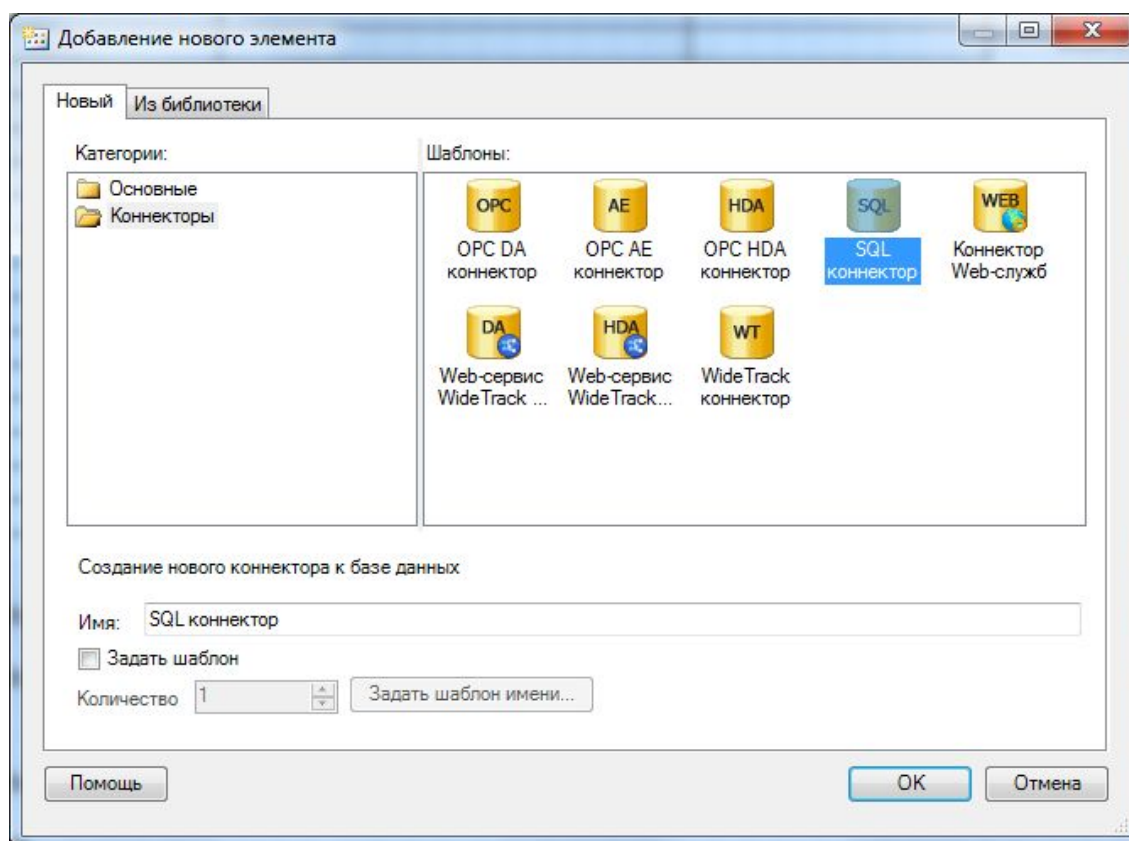 Добавление нового элемента
Новый
Из библиотеки
Категории:
Основные
Коннекторы
Шаблоны:
OPC
OPC DA
коннектор
AE
OPC AE
коннектор
HDA
OPC HDA
коннектор
SQL
SQL
коннектор
WEB
Коннектор
Web-служб
DA
Web-сервис
WideTrack ...
HDA
Web-сервис
WideTrack...
WT
WideTrack
коннектор
Создание нового коннектора к базе данных
Имя:
SQL коннектор
Задать шаблон
Количество
1
Задать шаблон имени...
Помощь
OK
Отмена